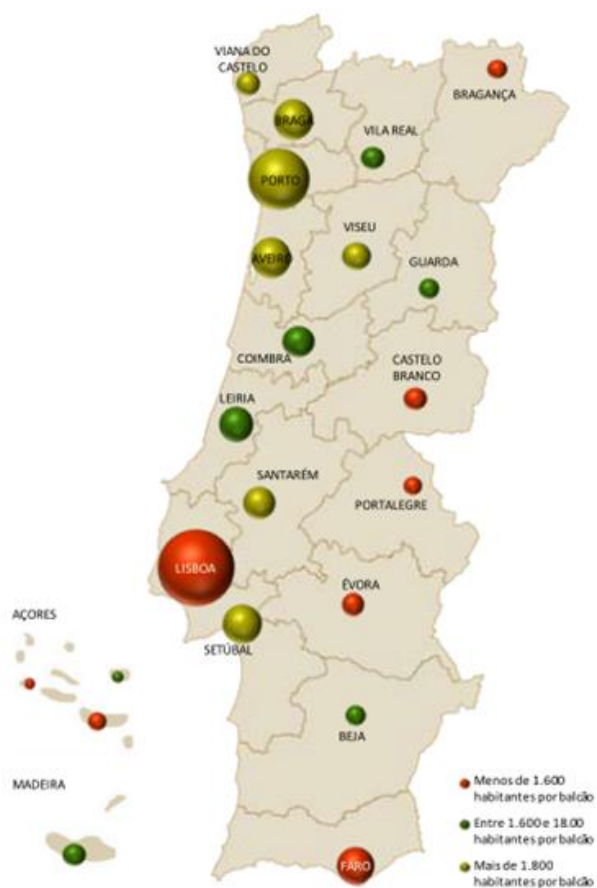 VIANA DO
CASTELO
BRAGANÇA
BRAGA
VILA REAL
PORTO
VISEU
AVEIRO
GUARDA
COIMBRA
CASTELO
BRANCO
LEIRIA
SANTARÉM
PORTALEGRE
LISBOA
ÉVORA
AÇORES
SETÚBAL
BEJA
MADEIRA
Menos de 1.600
habitantes por balcão
Entre 1.600 e 18.00
habitantes por balcão
Mais de 1.800
habitantes por balcão
FARO